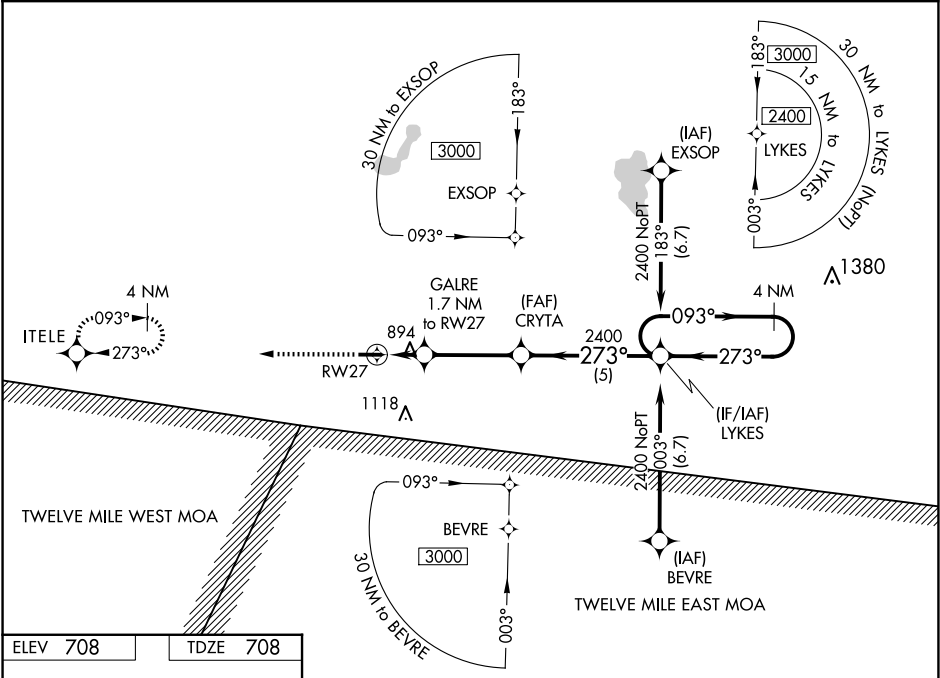 30 NM to EXSOP
183°
3000
EXSOP
093°
(IAF)
EXSOP
2400 NoPT
183°
(6.7)
183°
3000
2400
LYKES
003°
15 NM to LYKES
30 NM to LYKES (NoPT)
1380
4 NM
093°
273°
ITELE
RW27
894
GALRE
1.7 NM
to RW27
(FAF)
CRYTA
2400
273°
(5)
4 NM
093°
273°
(IF/IAF)
LYKES
1118
2400 NoPT
003°
(6.7)
093°
BEVRE
3000
003°
30 NM to BEVRE
(IAF)
BEVRE
TWELVE MILE WEST MOA
TWELVE MILE EAST MOA
ELEV 708
TDZE 708